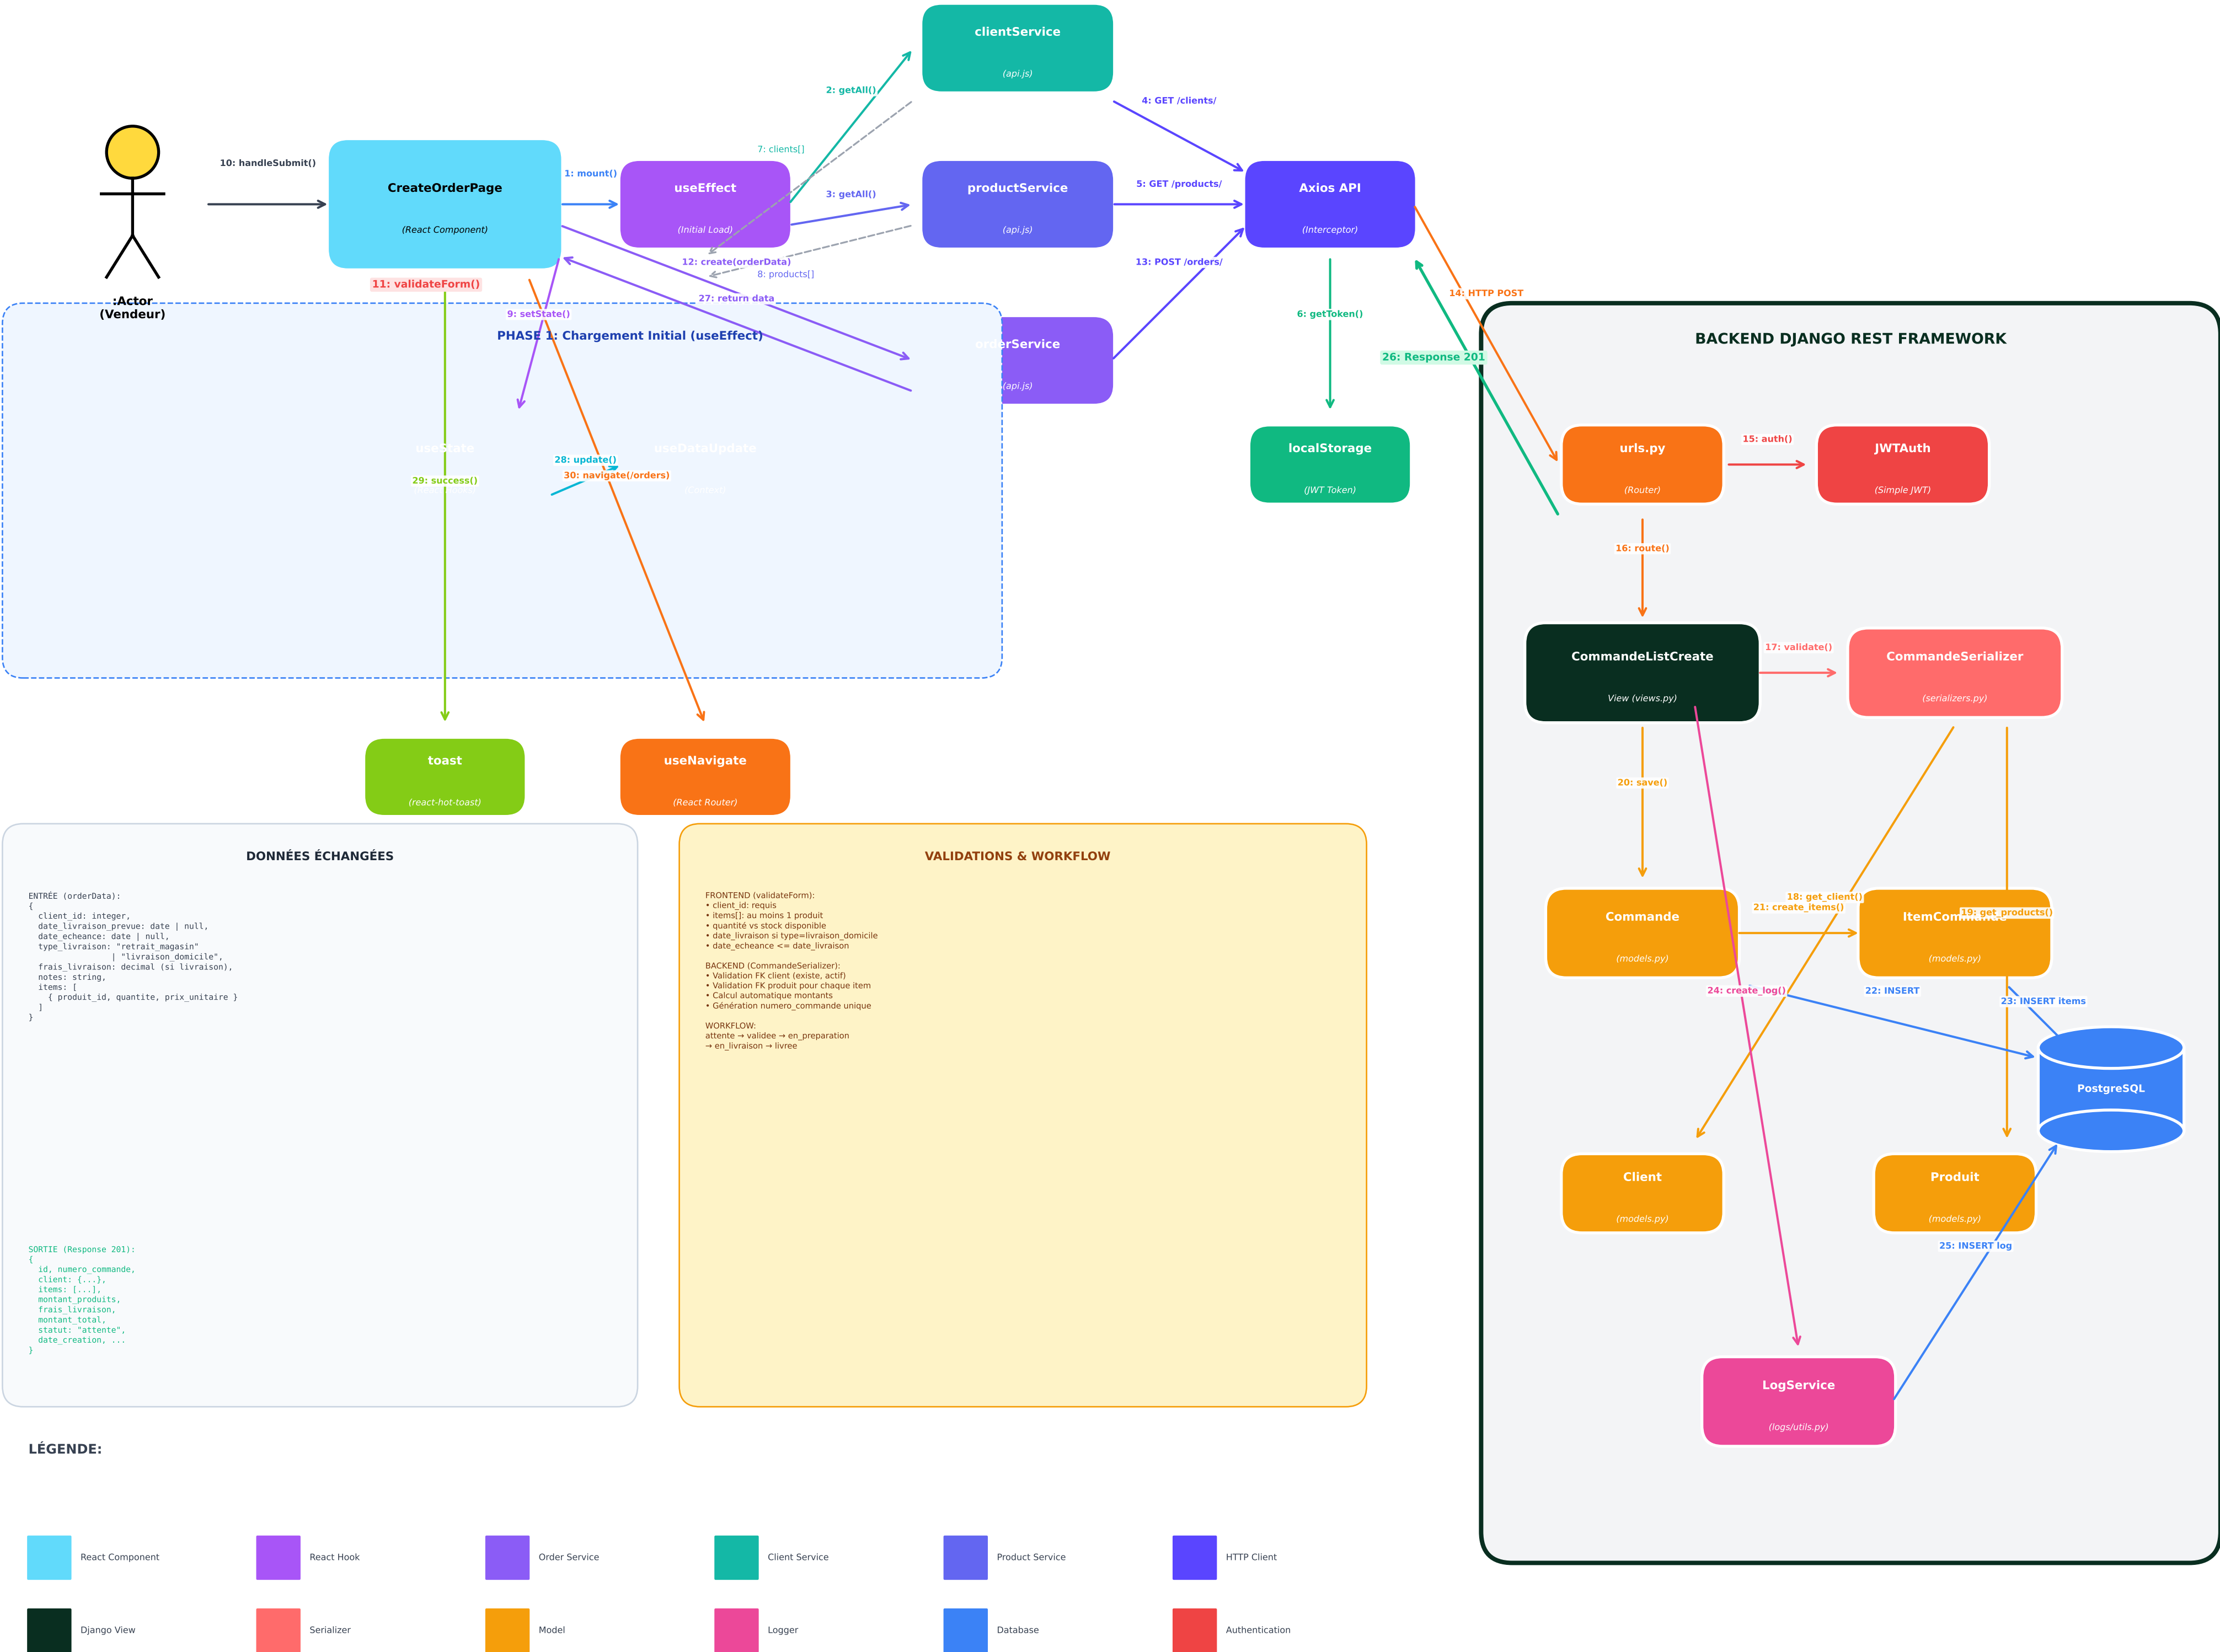 clientService
(api.js)
2: getAll()
4: GET /clients/
7: clients[]
10: handleSubmit()
CreateOrderPage
(React Component)
1: mount()
useEffect
(Initial Load)
3: getAll()
productService
(api.js)
5: GET /products/
Axios API
(Interceptor)
12: create(orderData)
8: products[]
13: POST /orders/
11: validateForm()
:Actor
(Vendeur)
27: return data
9: setState()
6: getToken()
14: HTTP POST
PHASE 1: Chargement Initial (useEffect)
orderService
(api.js)
26: Response 201
BACKEND DJANGO REST FRAMEWORK
useState
useDataUpdate
28: update()
29: success()
30: navigate(/orders)
(Context)
localStorage
(JWT Token)
urls.py
(Router)
15: auth()
JWTAuth
(Simple JWT)
16: route()
CommandeListCreate
View (views.py)
17: validate()
CommandeSerializer
(serializers.py)
toast
(react-hot-toast)
useNavigate
(React Router)
20: save()
DONNÉES ÉCHANGÉES
ENTRÉE (orderData):
{
client_id: integer,
date_livraison_prevue: date | null,
date_echeance: date | null,
type_livraison: "retrait_magasin"
| "livraison_domicile",
frais_livraison: decimal (si livraison),
notes: string,
items: [
{ produit_id, quantite, prix_unitaire }
]
}
SORTIE (Response 201):
{
id, numero_commande,
client: {...},
items: [...],
montant_produits,
frais_livraison,
montant_total,
statut: "attente",
date_creation, ...
}
VALIDATIONS & WORKFLOW
FRONTEND (validateForm):
• client_id: requis
• items[]: au moins 1 produit
• quantité vs stock disponible
• date_livraison si type=livraison_domicile
• date_echeance <= date_livraison
BACKEND (CommandeSerializer):
• Validation FK client (existe, actif)
• Validation FK produit pour chaque item
• Calcul automatique montants
• Génération numero_commande unique
WORKFLOW:
attente → validee → en_preparation
→ en_livraison → livree
18: get_client()
21: create_items()
19: get_products()
Commande
(models.py)
ItemCommande
(models.py)
24: create_log()
22: INSERT
23: INSERT items
PostgreSQL
Client
(models.py)
Produit
(models.py)
25: INSERT log
LogService
(logs/utils.py)
LÉGENDE:
React Component
React Hook
Order Service
Client Service
Product Service
HTTP Client
Django View
Serializer
Model
Logger
Database
Authentication